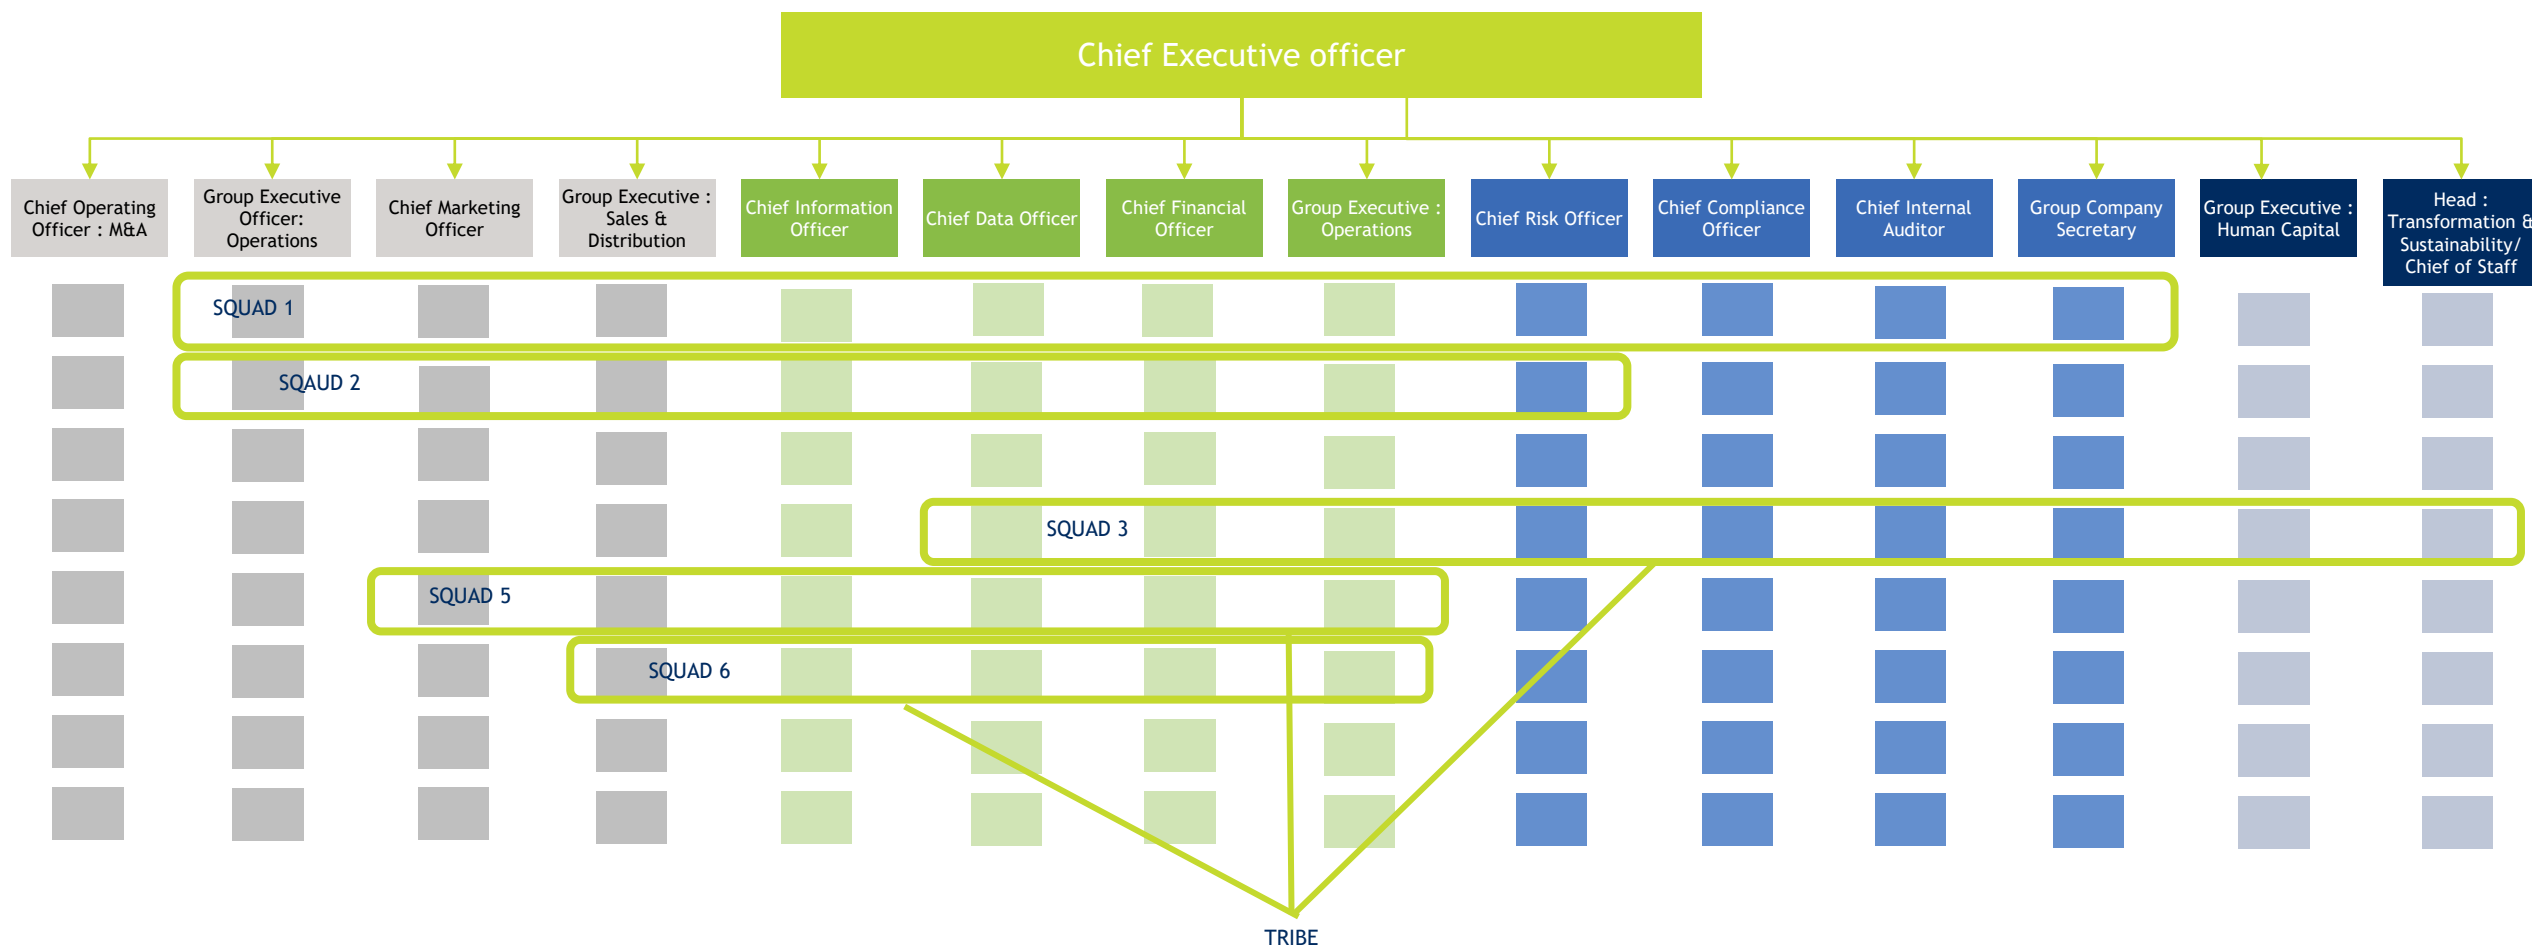 Chief Executive officer
Chief Operating
Officer : M&A
Group Executive
Officer:
Operations
Chief Marketing
Officer
Group Executive :
Sales &
Distribution
Chief Information
Officer
Chief Data Officer
Chief Financial
Officer
Group Executive :
Operations
Chief Risk Officer
Chief Compliance
Officer
Chief Internal
Auditor
Group Company
Secretary
Group Executive :
Human Capital
Head :
Transformation &
Sustainability/
Chief of Staff
SQUAD 1
SQAUD 2
SQUAD 3
SQUAD 5
SQUAD 6
TRIBE